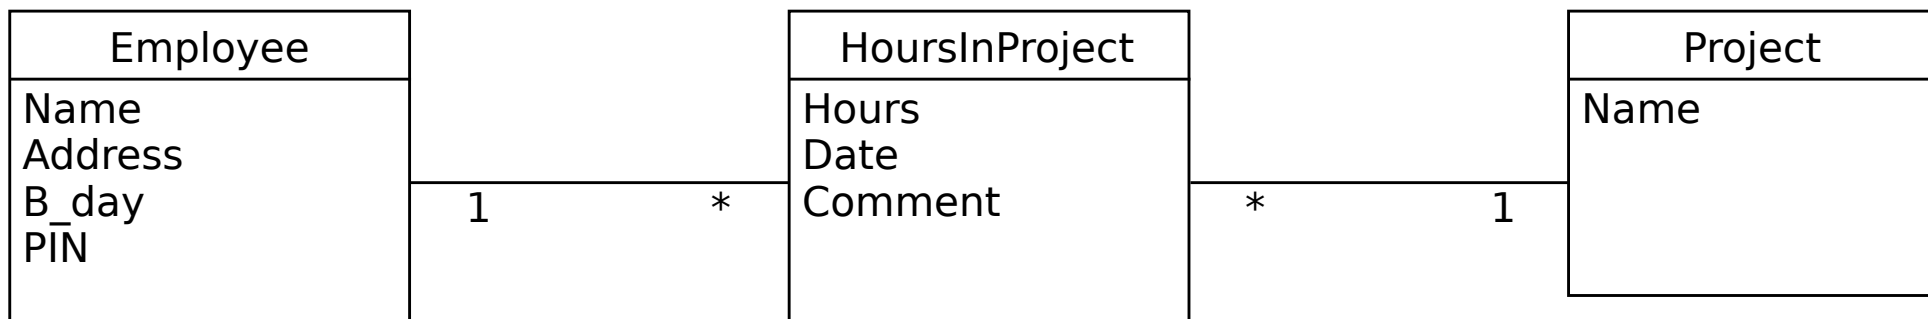 Employee
Name
Address
B_day
PIN
1
*
HoursInProject
Hours
Date
Comment
*
1
Project
Name